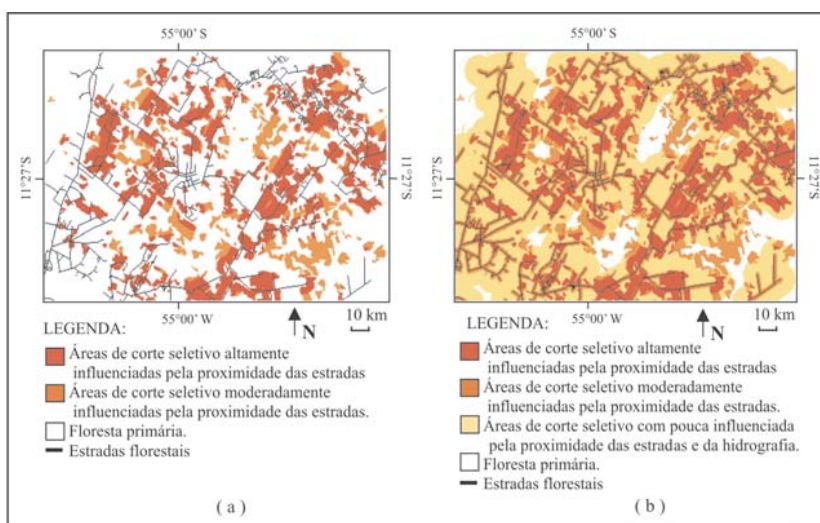 55°00´ S
11°27'S
11°27'S
55°00´ W
N
10 km
LEGENDA:
Áreas de corte seletivo altamente
influenciadas pela proximidade das estradas
Áreas de corte seletivo moderadamente
influenciadas pela proximidade das estradas.
Floresta primária.
Estradas florestais
( a )
55°00´ S
11°27'S
11°27'S
55°00´ W
N
10 km
LEGENDA:
Áreas de corte seletivo altamente
influenciadas pela proximidade das estradas
Áreas de corte seletivo moderadamente
influenciadas pela proximidade das estradas.
Áreas de corte seletivo com pouca influenciada
pela proximidade das estradas e da hidrografia.
Floresta primária.
Estradas florestais
( b )